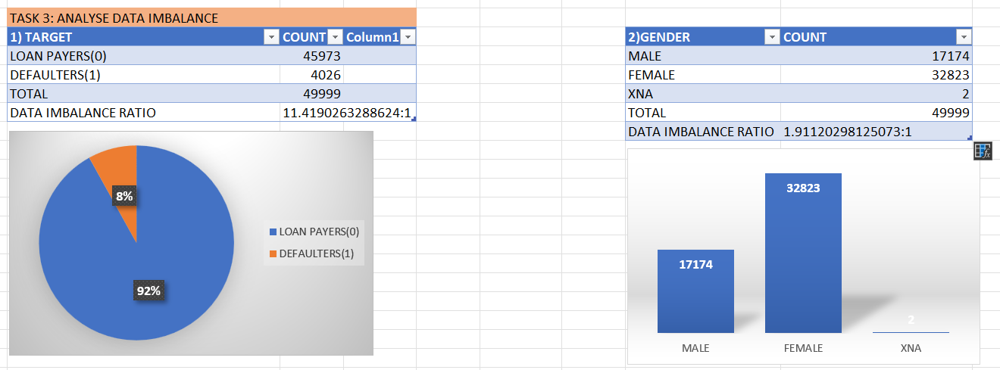 TASK 3: ANALYSE DATA IMBALANCE
1) TARGET COUNT Column1
LOAN PAYERS(0) 45973
DEFAULTERS(1) 4026
TOTAL 49999
DATA IMBALANCE RATIO 11.4190263288624:1
8%
92%
LOAN PAYERS(0)
DEFAULTERS(1)
2)GENDER COUNT
MALE 17174
FEMALE 32823
XNA 2
TOTAL 49999
DATA IMBALANCE RATIO 1.91120298125073:1
fx
32823
17174
2
MALE FEMALE XNA